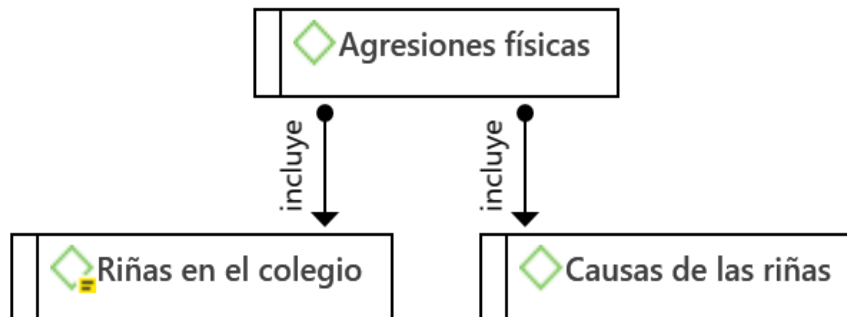 Agresiones físicas
incluye
incluye
Riñas en el colegio
Causas de las riñas